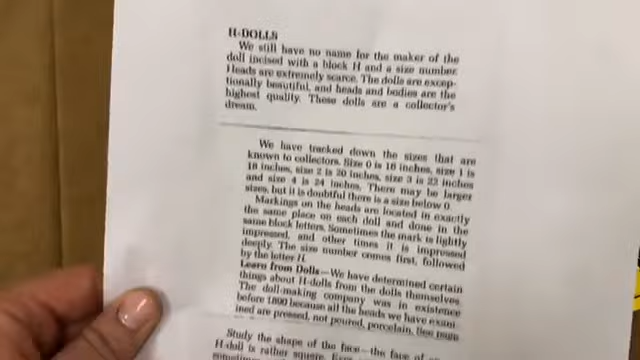 H-DOLLS
We still have no name for the maker of the
doll incised with a block H and a size number.
Heads are extremely scarce. The dolls are excep-
tionally beautiful, and heads and bodies are the
highest quality. These dolls are a collector's
dream.
We have tracked down the sizes that are
known to collectors. Size 0 is 16 inches, size 1 is
18 inches, size 2 is 20 inches, size 3 is 22 inches
and size 4 is 24 inches. There may be larger
sizes, but it is doubtful there is a size below 0.
Markings on the heads are located in exactly
the same place on each doll and done in the
same block letters. Sometimes the mark is lightly
impressed, and other times it is impressed
deeply. The size number comes first, followed
by the letter H.
Learn from Dolls—We have determined certain
things about H-dolls from the dolls themselves.
The doll-making company was in existence
before 1890 because all the heads we have exam-
ined are pressed, not poured, porcelain. See page
Study the shape of the face—the face of
H-doll is rather square.
sometimes